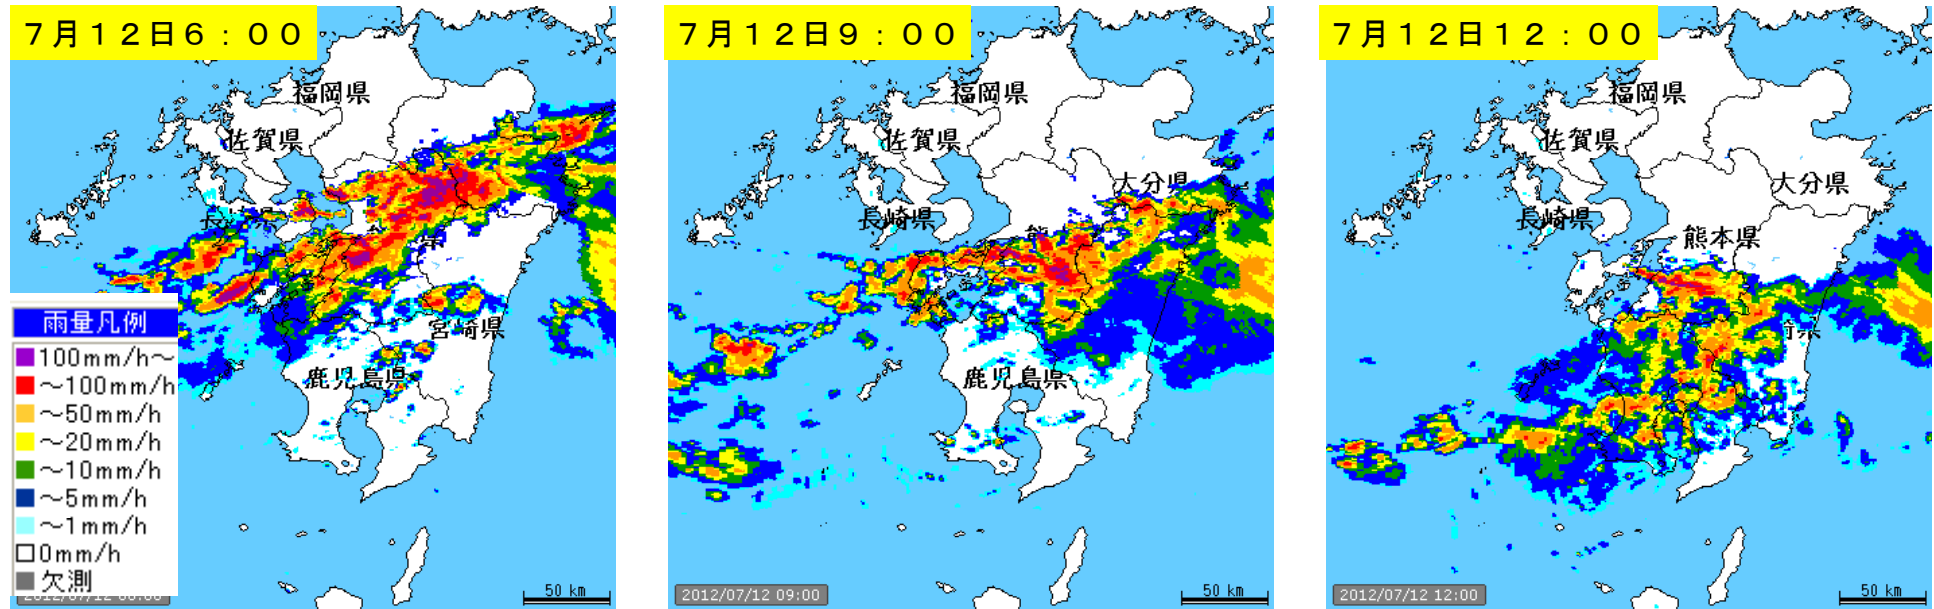 7月12日6：00
福岡県
佐賀県
宮崎県
鹿児島県
雨量凡例
100mm/h～
～100mm/h
～50mm/h
～20mm/h
～10mm/h
～5mm/h
～1mm/h
0mm/h
欠測
50 km
7月12日9：00
福岡県
佐賀県
大分県
長崎県
鹿児島県
2012/07/12 09:00
50 km
7月12日12：00
福岡県
佐賀県
大分県
長崎県
熊本県
2012/07/12 12:00
50 km